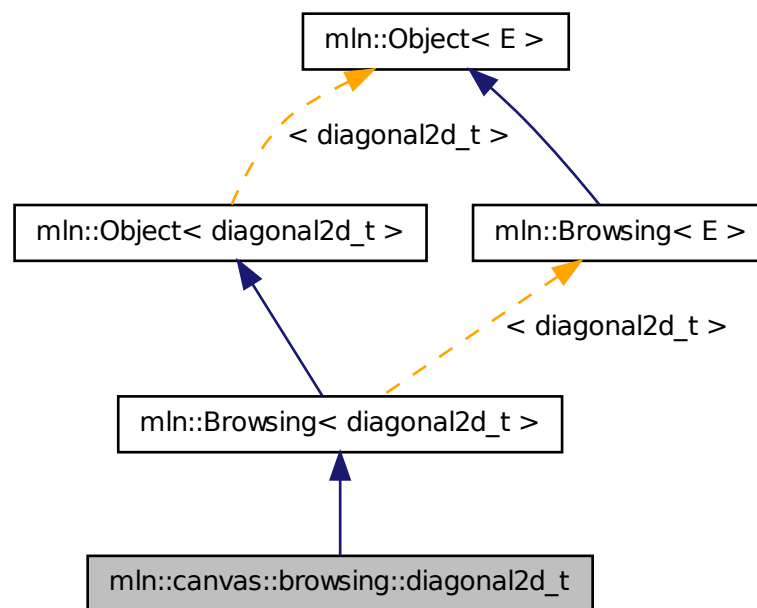 mln::Object< E >
< diagonal2d_t >
mln::Object< diagonal2d_t >
mln::Browsing< E >
< diagonal2d_t >
mln::Browsing< diagonal2d_t >
mln::canvas::browsing::diagonal2d_t